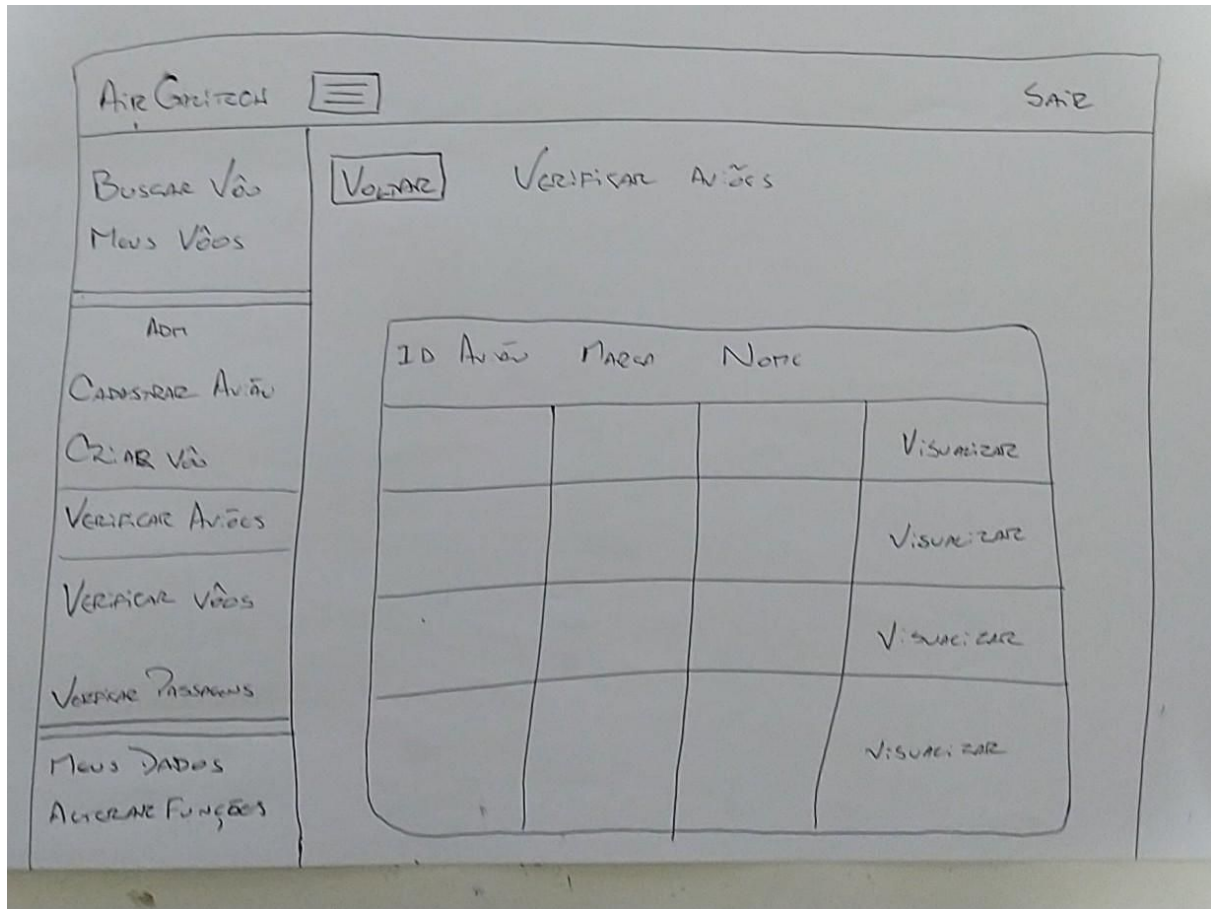 Air Sair
Buscar Vôo
Meus Vôos
Voltar Verificar Aviões
Adm
Cadastrar Avião
Criar Vôo
Verificar Aviões
Verificar Vôos
Verificar Passagens
Meus Dados
Alterar Funções
ID Avião Marca Nome
Visualizar
Visualizar
Visualizar
Visualizar